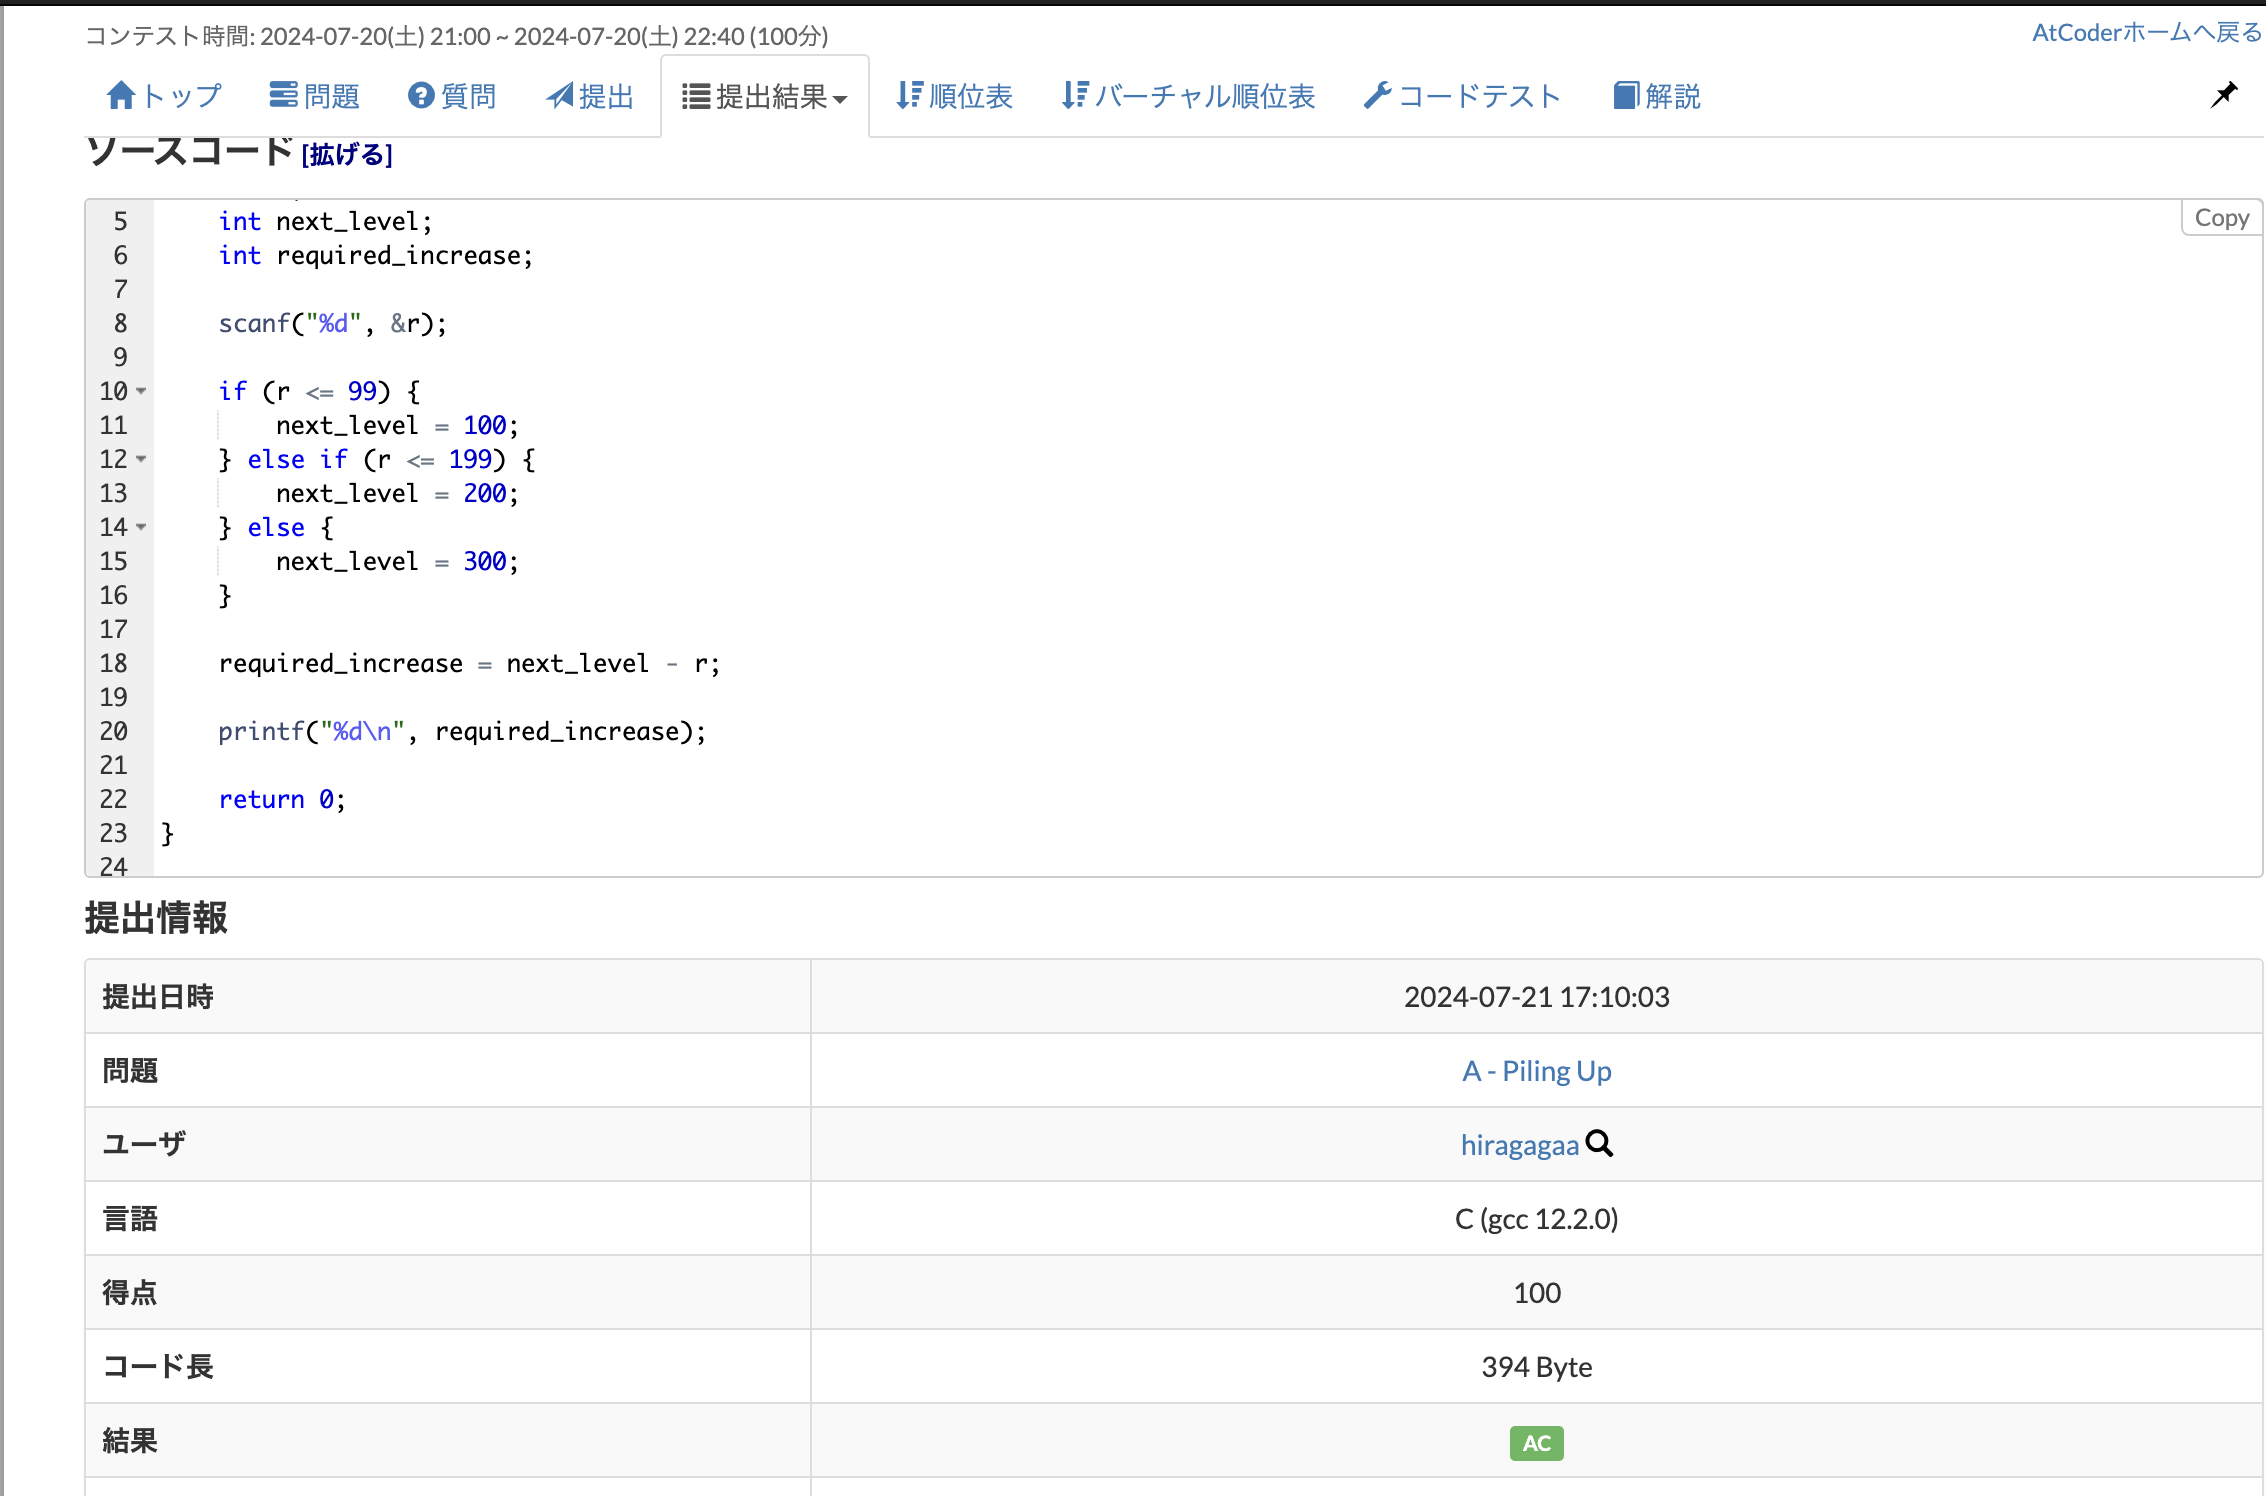 コンテスト時間: 2024-07-20(土) 21:00 ~ 2024-07-20(土) 22:40 (100分)
AtCoderホームへ戻る
トップ 問題 質問 提出 提出結果 順位表 バーチャル順位表 コードテスト 解説
ソースコード [拡げる]
Copy
5     int next_level;
6     int required_increase;
7
8     scanf("%d", &r);
9
10     if (r <= 99) {
11         next_level = 100;
12     } else if (r <= 199) {
13         next_level = 200;
14     } else {
15         next_level = 300;
16     }
17
18     required_increase = next_level - r;
19
20     printf("%d\n", required_increase);
21
22     return 0;
23 }
24
提出情報
提出日時 2024-07-21 17:10:03
問題 A - Piling Up
ユーザ hiragagaa
言語 C (gcc 12.2.0)
得点 100
コード長 394 Byte
結果 AC